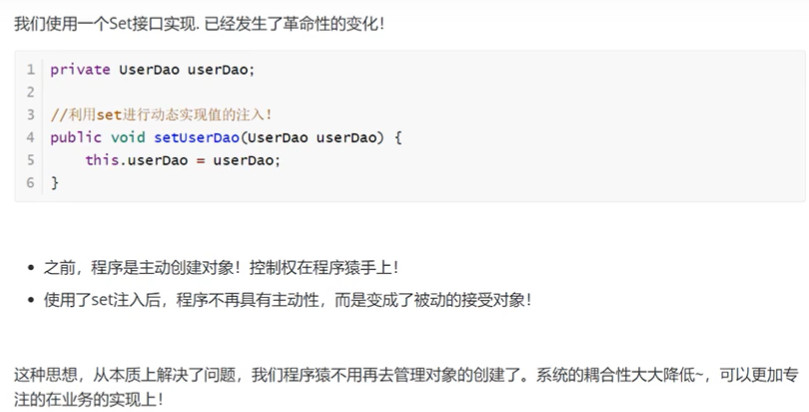 我们使用一个Set接口实现. 已经发生了革命性的变化！
1 private UserDao userDao;
2
3 //利用set进行动态实现值的注入！
4 public void setUserDao(UserDao userDao) {
5     this.userDao = userDao;
6 }
• 之前，程序是主动创建对象！控制权在程序猿手上！
• 使用了set注入后，程序不再具有主动性，而是变成了被动的接受对象！
这种思想，从本质上解决了问题，我们程序猿不用再去管理对象的创建了。系统的耦合性大大降低~，可以更加专
注的在业务的实现上！